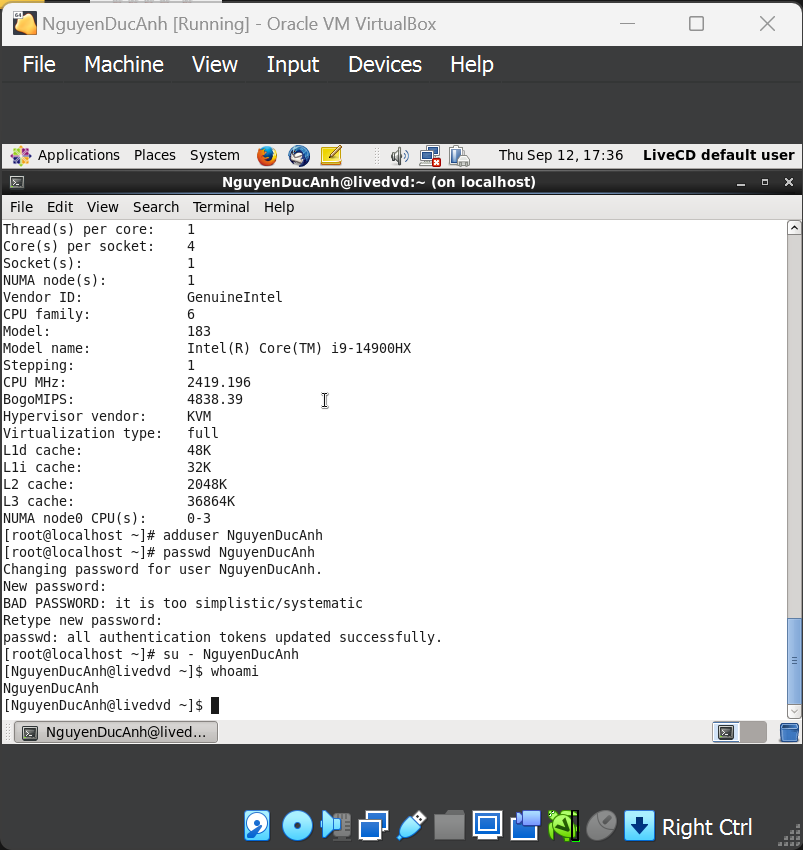 NguyenDucAnh [Running] - Oracle VM VirtualBox
File Machine View Input Devices Help
Applications Places System Thu Sep 12, 17:36 LiveCD default user
NguyenDucAnh@livedvd:~ (on localhost)
File Edit View Search Terminal Help
Thread(s) per core: 1
Core(s) per socket: 4
Socket(s): 1
NUMA node(s): 1
Vendor ID: GenuineIntel
CPU family: 6
Model: 183
Model name: Intel(R) Core(TM) i9-14900HX
Stepping: 1
CPU MHz: 2419.196
BogoMIPS: 4838.39
Hypervisor vendor: KVM
Virtualization type: full
L1d cache: 48K
L1i cache: 32K
L2 cache: 2048K
L3 cache: 36864K
NUMA node0 CPU(s): 0-3
[root@localhost ~]# adduser NguyenDucAnh
[root@localhost ~]# passwd NguyenDucAnh
Changing password for user NguyenDucAnh.
New password:
BAD PASSWORD: it is too simplistic/systematic
Retype new password:
passwd: all authentication tokens updated successfully.
[root@localhost ~]# su - NguyenDucAnh
[NguyenDucAnh@livedvd ~]$ whoami
NguyenDucAnh
[NguyenDucAnh@livedvd ~]$
NguyenDucAnh@lived...
Right Ctrl